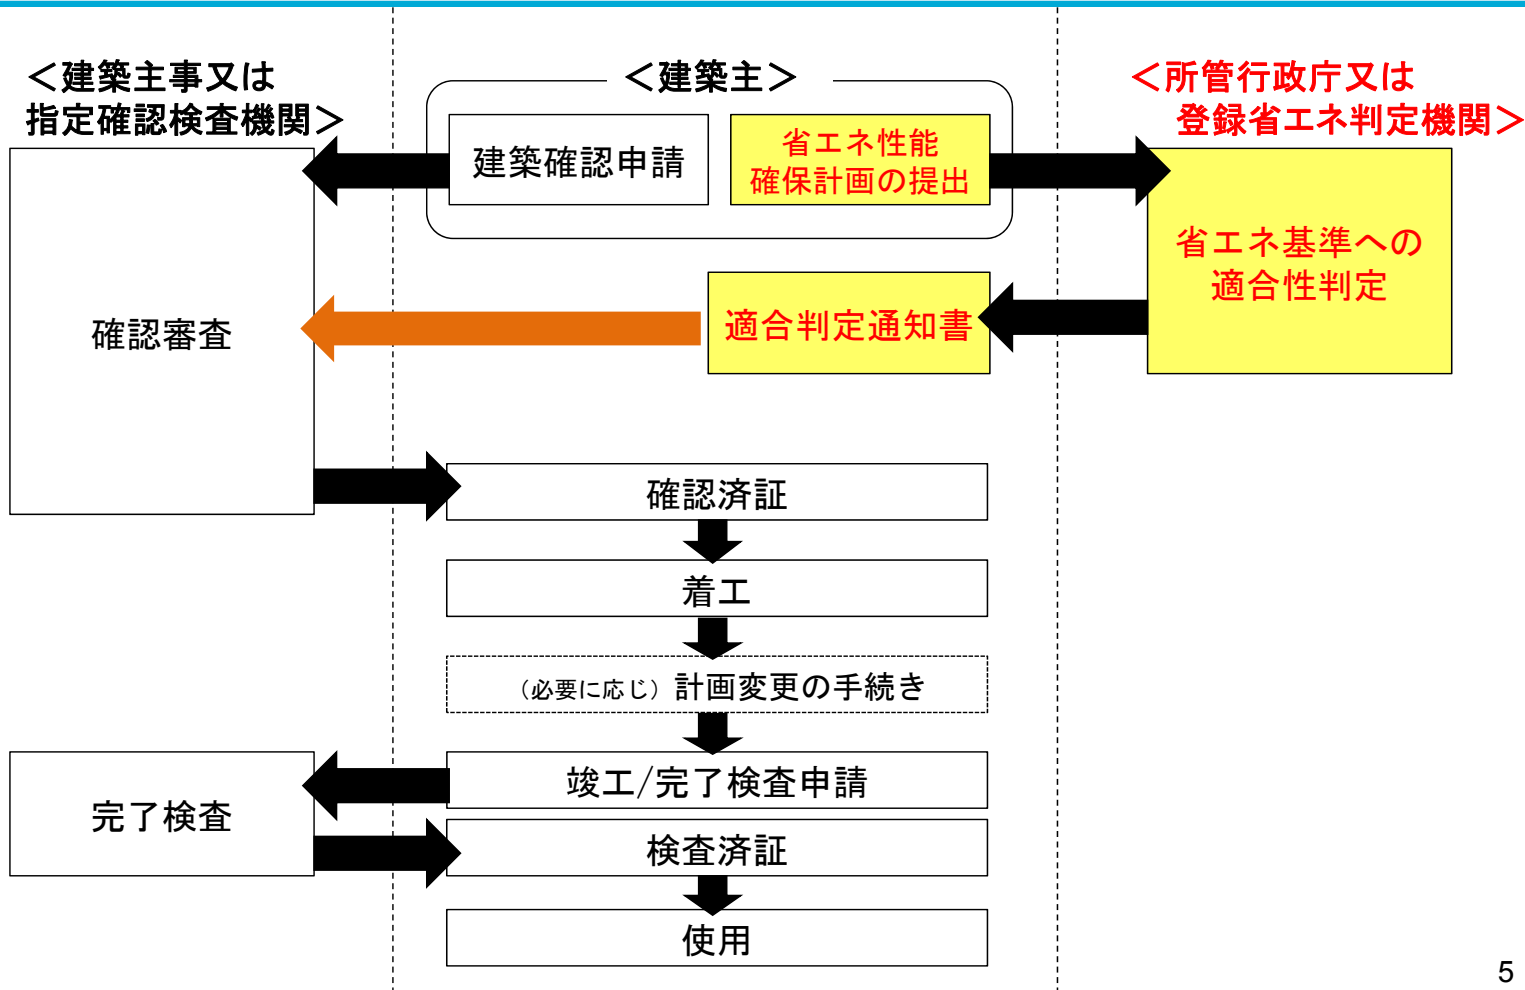 ＜建築主事又は
指定確認検査機関＞
＜建築主＞
＜所管行政庁又は
登録省エネ判定機関＞
建築確認申請
省エネ性能
確保計画の提出
省エネ基準への
適合性判定
確認審査
適合判定通知書
確認済証
着工
（必要に応じ）計画変更の手続き
竣工/完了検査申請
完了検査
検査済証
使用
5